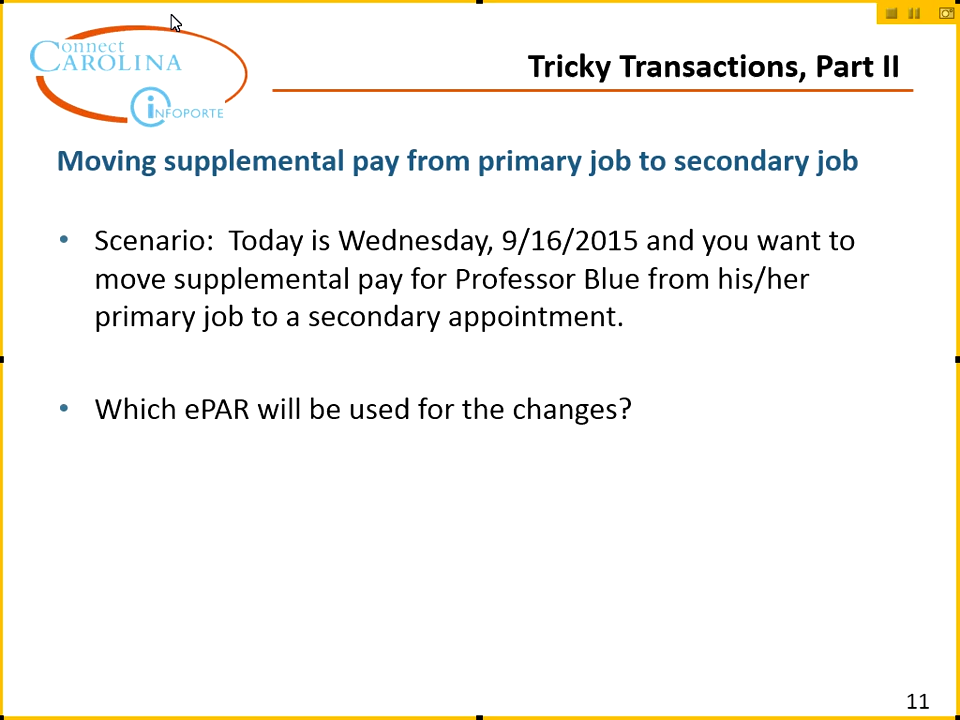 Connect
CAROLINA
INFOPORTE
Tricky Transactions, Part II
Moving supplemental pay from primary job to secondary job
• Scenario: Today is Wednesday, 9/16/2015 and you want to
move supplemental pay for Professor Blue from his/her
primary job to a secondary appointment.
• Which ePAR will be used for the changes?
11